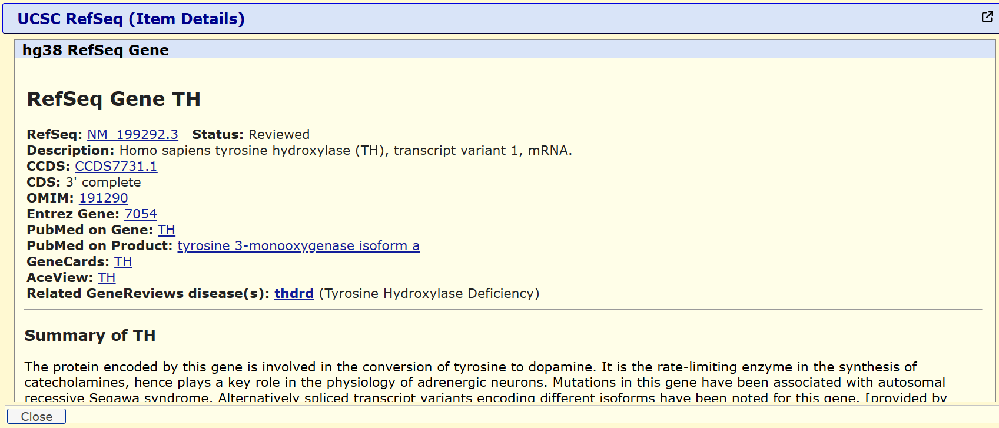 UCSC RefSeq (Item Details)
hg38 RefSeq Gene
RefSeq Gene TH
RefSeq: NM_199292.3 Status: Reviewed
Description: Homo sapiens tyrosine hydroxylase (TH), transcript variant 1, mRNA.
CCDS: CCDS7731.1
CDS: 3' complete
OMIM: 191290
Entrez Gene: 7054
PubMed on Gene: TH
PubMed on Product: tyrosine 3-monooxygenase isoform a
GeneCards: TH
AceView: TH
Related GeneReviews disease(s): thdrd (Tyrosine Hydroxylase Deficiency)
Summary of TH
The protein encoded by this gene is involved in the conversion of tyrosine to dopamine. It is the rate-limiting enzyme in the synthesis of
catecholamines, hence plays a key role in the physiology of adrenergic neurons. Mutations in this gene have been associated with autosomal
recessive Segawa syndrome. Alternatively spliced transcript variants encoding different isoforms have been noted for this gene. [provided by
Close